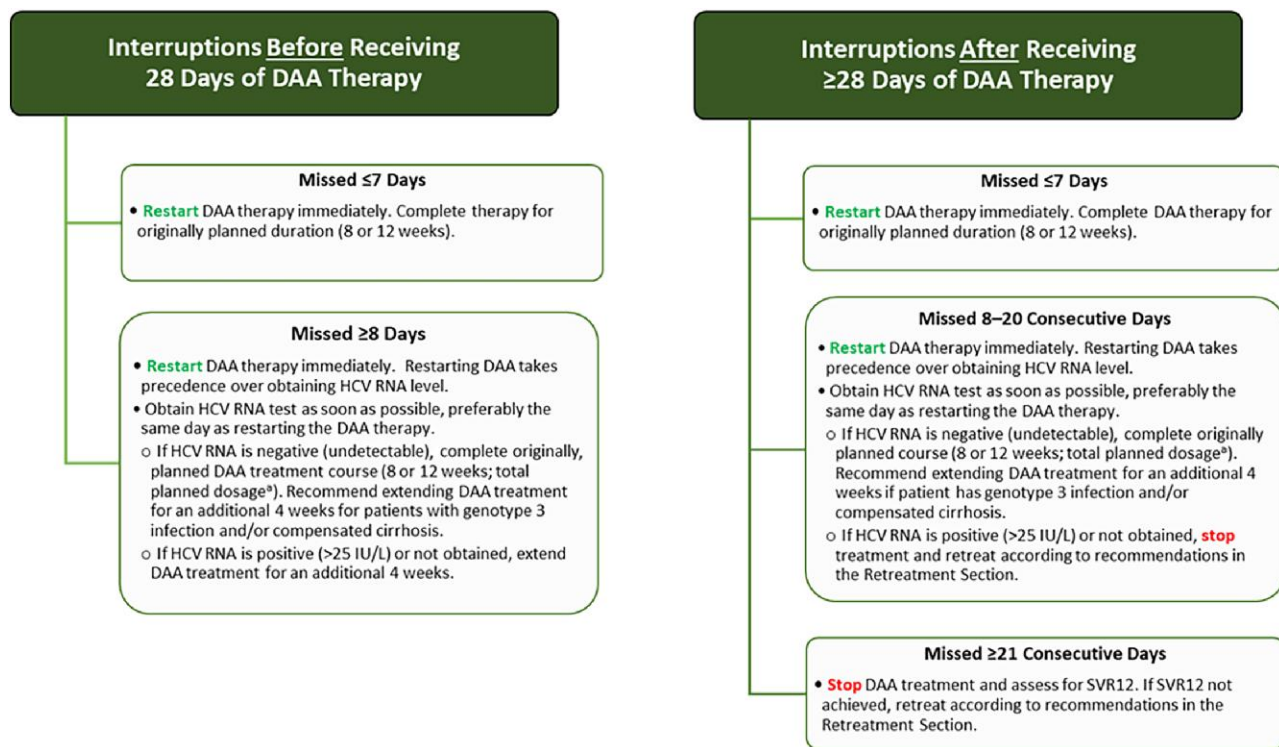 Interruptions Before Receiving
28 Days of DAA Therapy
Missed ≤7 Days
• Restart DAA therapy immediately. Complete therapy for
originally planned duration (8 or 12 weeks).
Missed ≥8 Days
• Restart DAA therapy immediately. Restarting DAA takes
precedence over obtaining HCV RNA level.
• Obtain HCV RNA test as soon as possible, preferably the
same day as restarting the DAA therapy.
o If HCV RNA is negative (undetectable), complete originally,
planned DAA treatment course (8 or 12 weeks; total
planned dosageᵃ). Recommend extending DAA treatment
for an additional 4 weeks for patients with genotype 3
infection and/or compensated cirrhosis.
o If HCV RNA is positive (>25 IU/L) or not obtained, extend
DAA treatment for an additional 4 weeks.
Interruptions After Receiving
≥28 Days of DAA Therapy
Missed ≤7 Days
• Restart DAA therapy immediately. Complete DAA therapy for
originally planned duration (8 or 12 weeks).
Missed 8–20 Consecutive Days
• Restart DAA therapy immediately. Restarting DAA takes
precedence over obtaining HCV RNA level.
• Obtain HCV RNA test as soon as possible, preferably the
same day as restarting the DAA therapy.
o If HCV RNA is negative (undetectable), complete originally
planned course (8 or 12 weeks; total planned dosageᵃ).
Recommend extending DAA treatment for an additional 4
weeks if patient has genotype 3 infection and/or
compensated cirrhosis.
o If HCV RNA is positive (>25 IU/L) or not obtained, stop
treatment and retreat according to recommendations in
the Retreatment Section.
Missed ≥21 Consecutive Days
• Stop DAA treatment and assess for SVR12. If SVR12 not
achieved, retreat according to recommendations in the
Retreatment Section.